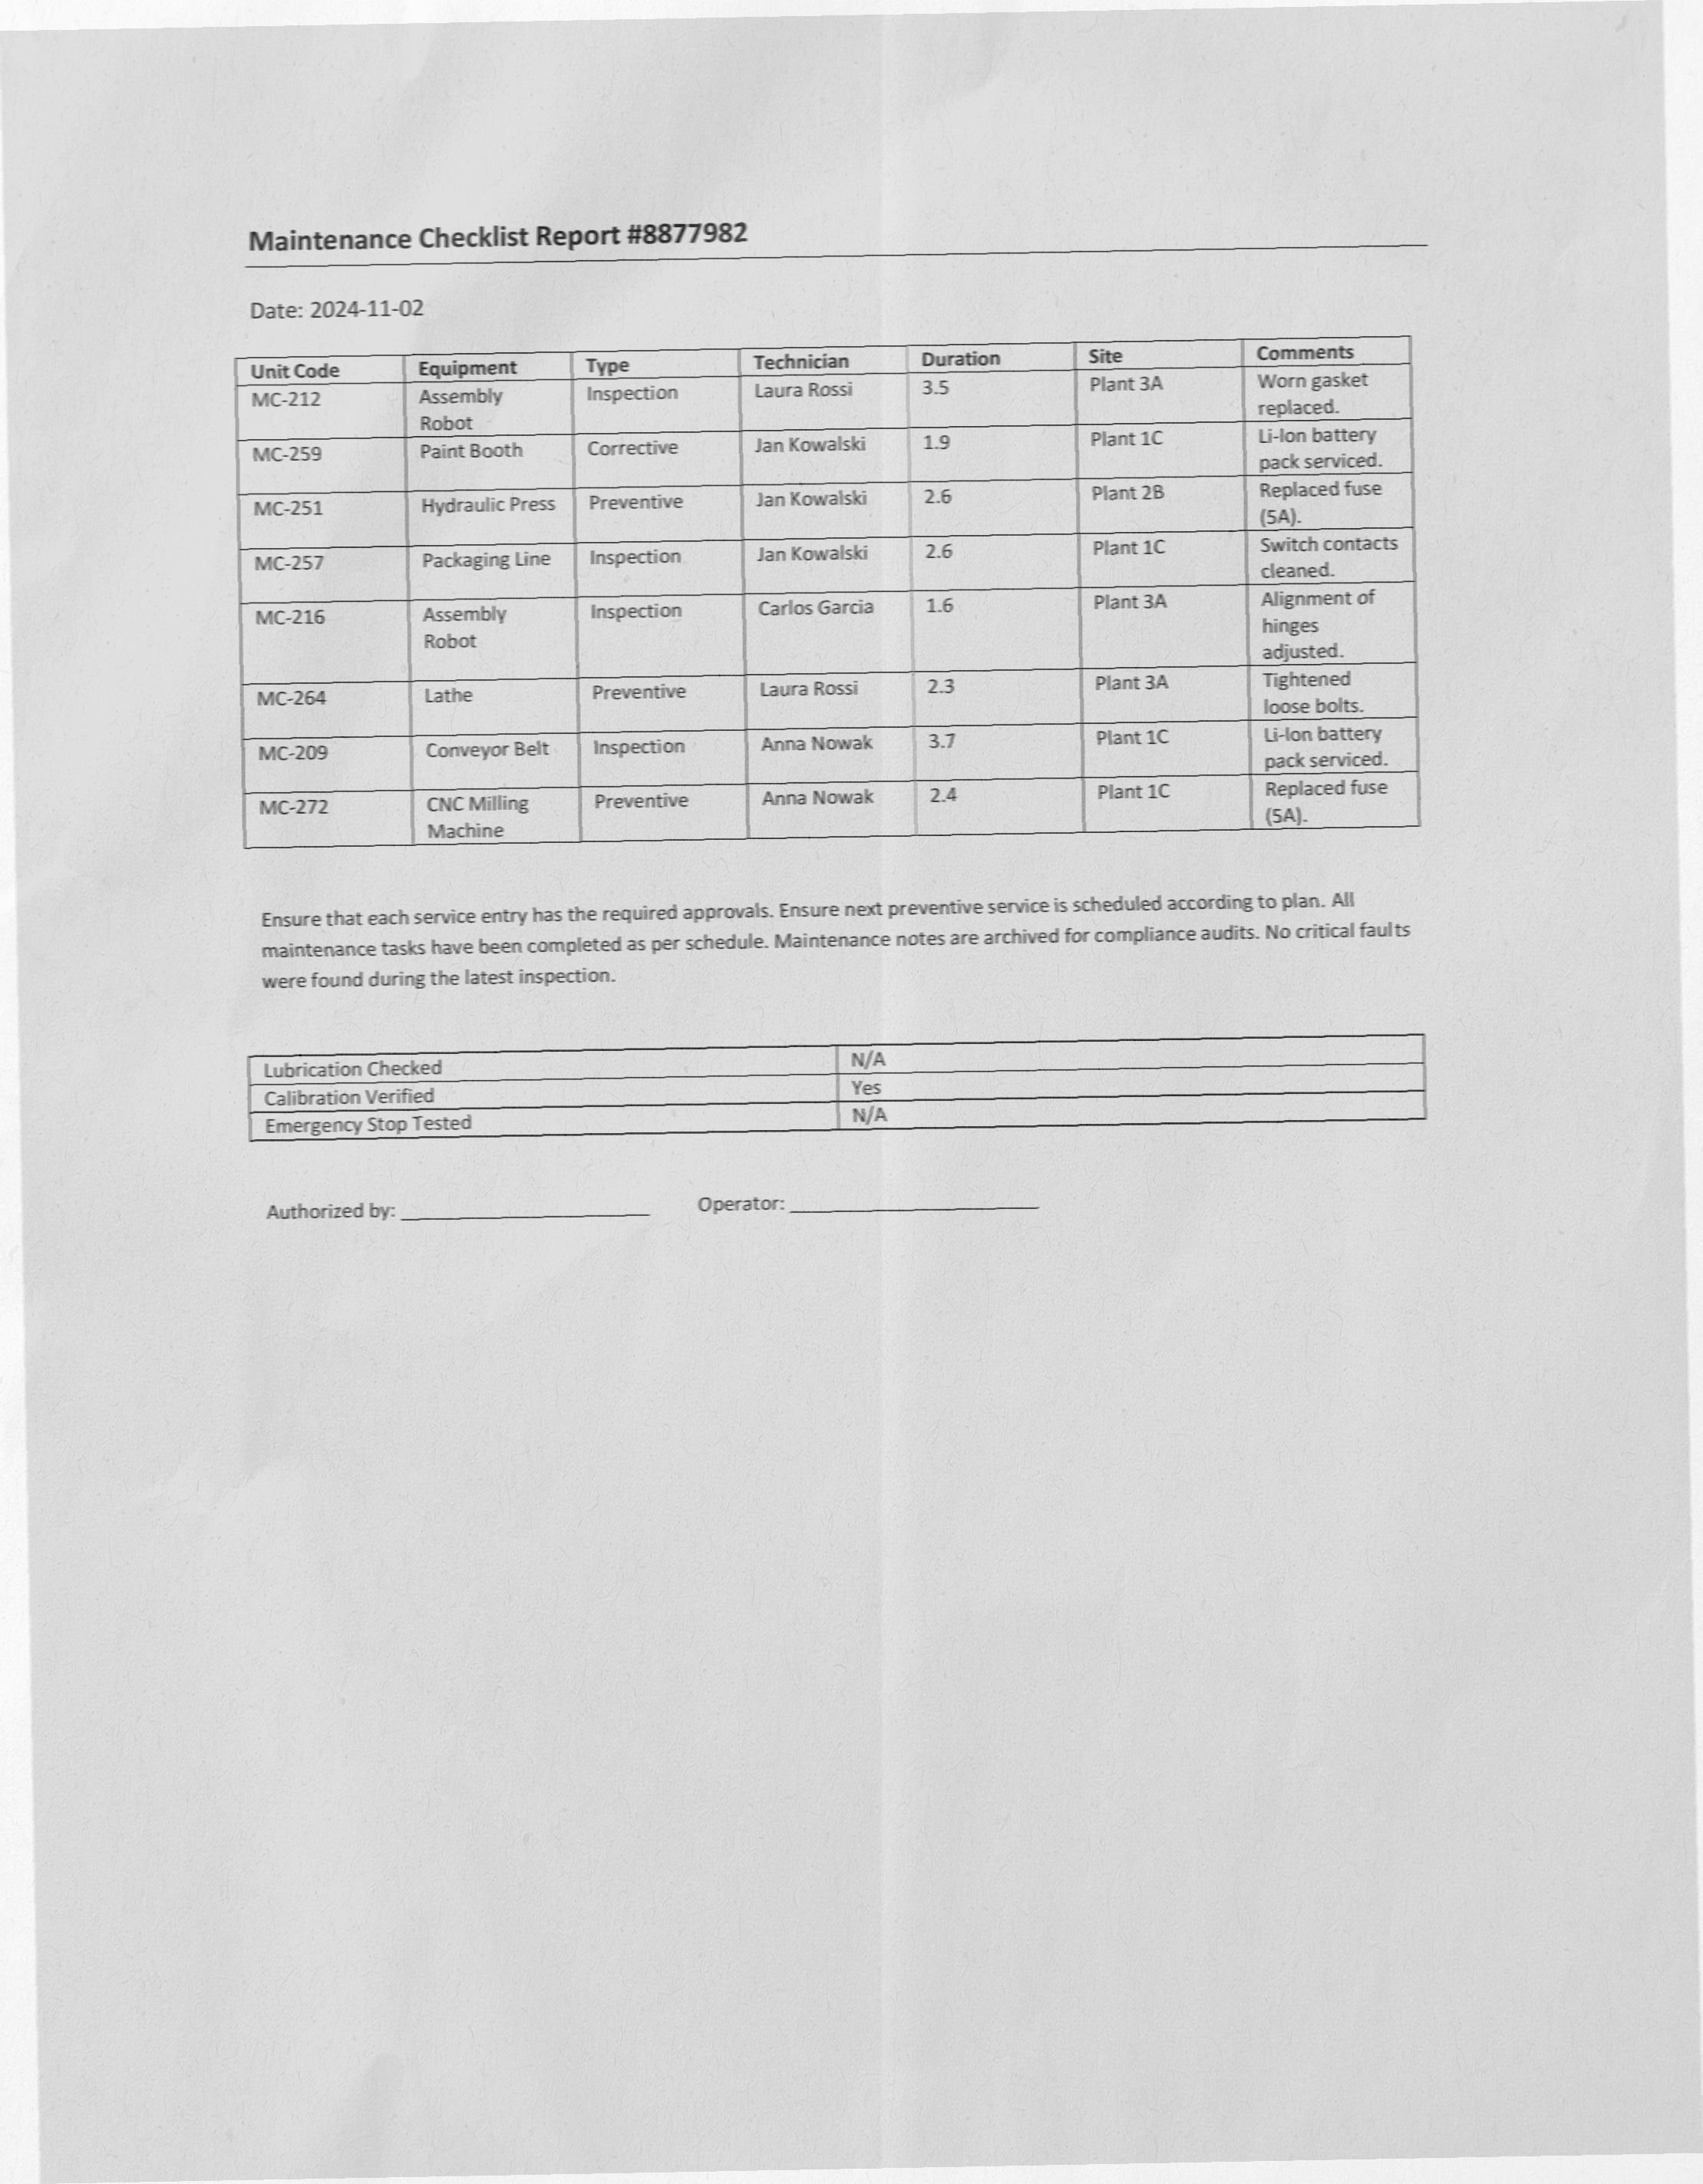 Maintenance Checklist Report #8877982
Date: 2024-11-02
Unit Code Equipment Type Technician Duration Site Comments
MC-212 Assembly Inspection Laura Rossi 3.5 Plant 3A Worn gasket
Robot replaced.
MC-259 Paint Booth Corrective Jan Kowalski 1.9 Plant 1C Li-Ion battery
pack serviced.
MC-251 Hydraulic Press Preventive Jan Kowalski 2.6 Plant 2B Replaced fuse
(5A).
MC-257 Packaging Line Inspection Jan Kowalski 2.6 Plant 1C Switch contacts
cleaned.
MC-216 Assembly Inspection Carlos Garcia 1.6 Plant 3A Alignment of
Robot hinges
adjusted.
MC-264 Lathe Preventive Laura Rossi 2.3 Plant 3A Tightened
loose bolts.
MC-209 Conveyor Belt Inspection Anna Nowak 3.7 Plant 1C Li-Ion battery
pack serviced.
MC-272 CNC Milling Preventive Anna Nowak 2.4 Plant 1C Replaced fuse
Machine (5A).
Ensure that each service entry has the required approvals. Ensure next preventive service is scheduled according to plan. All
maintenance tasks have been completed as per schedule. Maintenance notes are archived for compliance audits. No critical faults
were found during the latest inspection.
Lubrication Checked N/A
Calibration Verified Yes
Emergency Stop Tested N/A
Authorized by: ______________________ Operator: ______________________